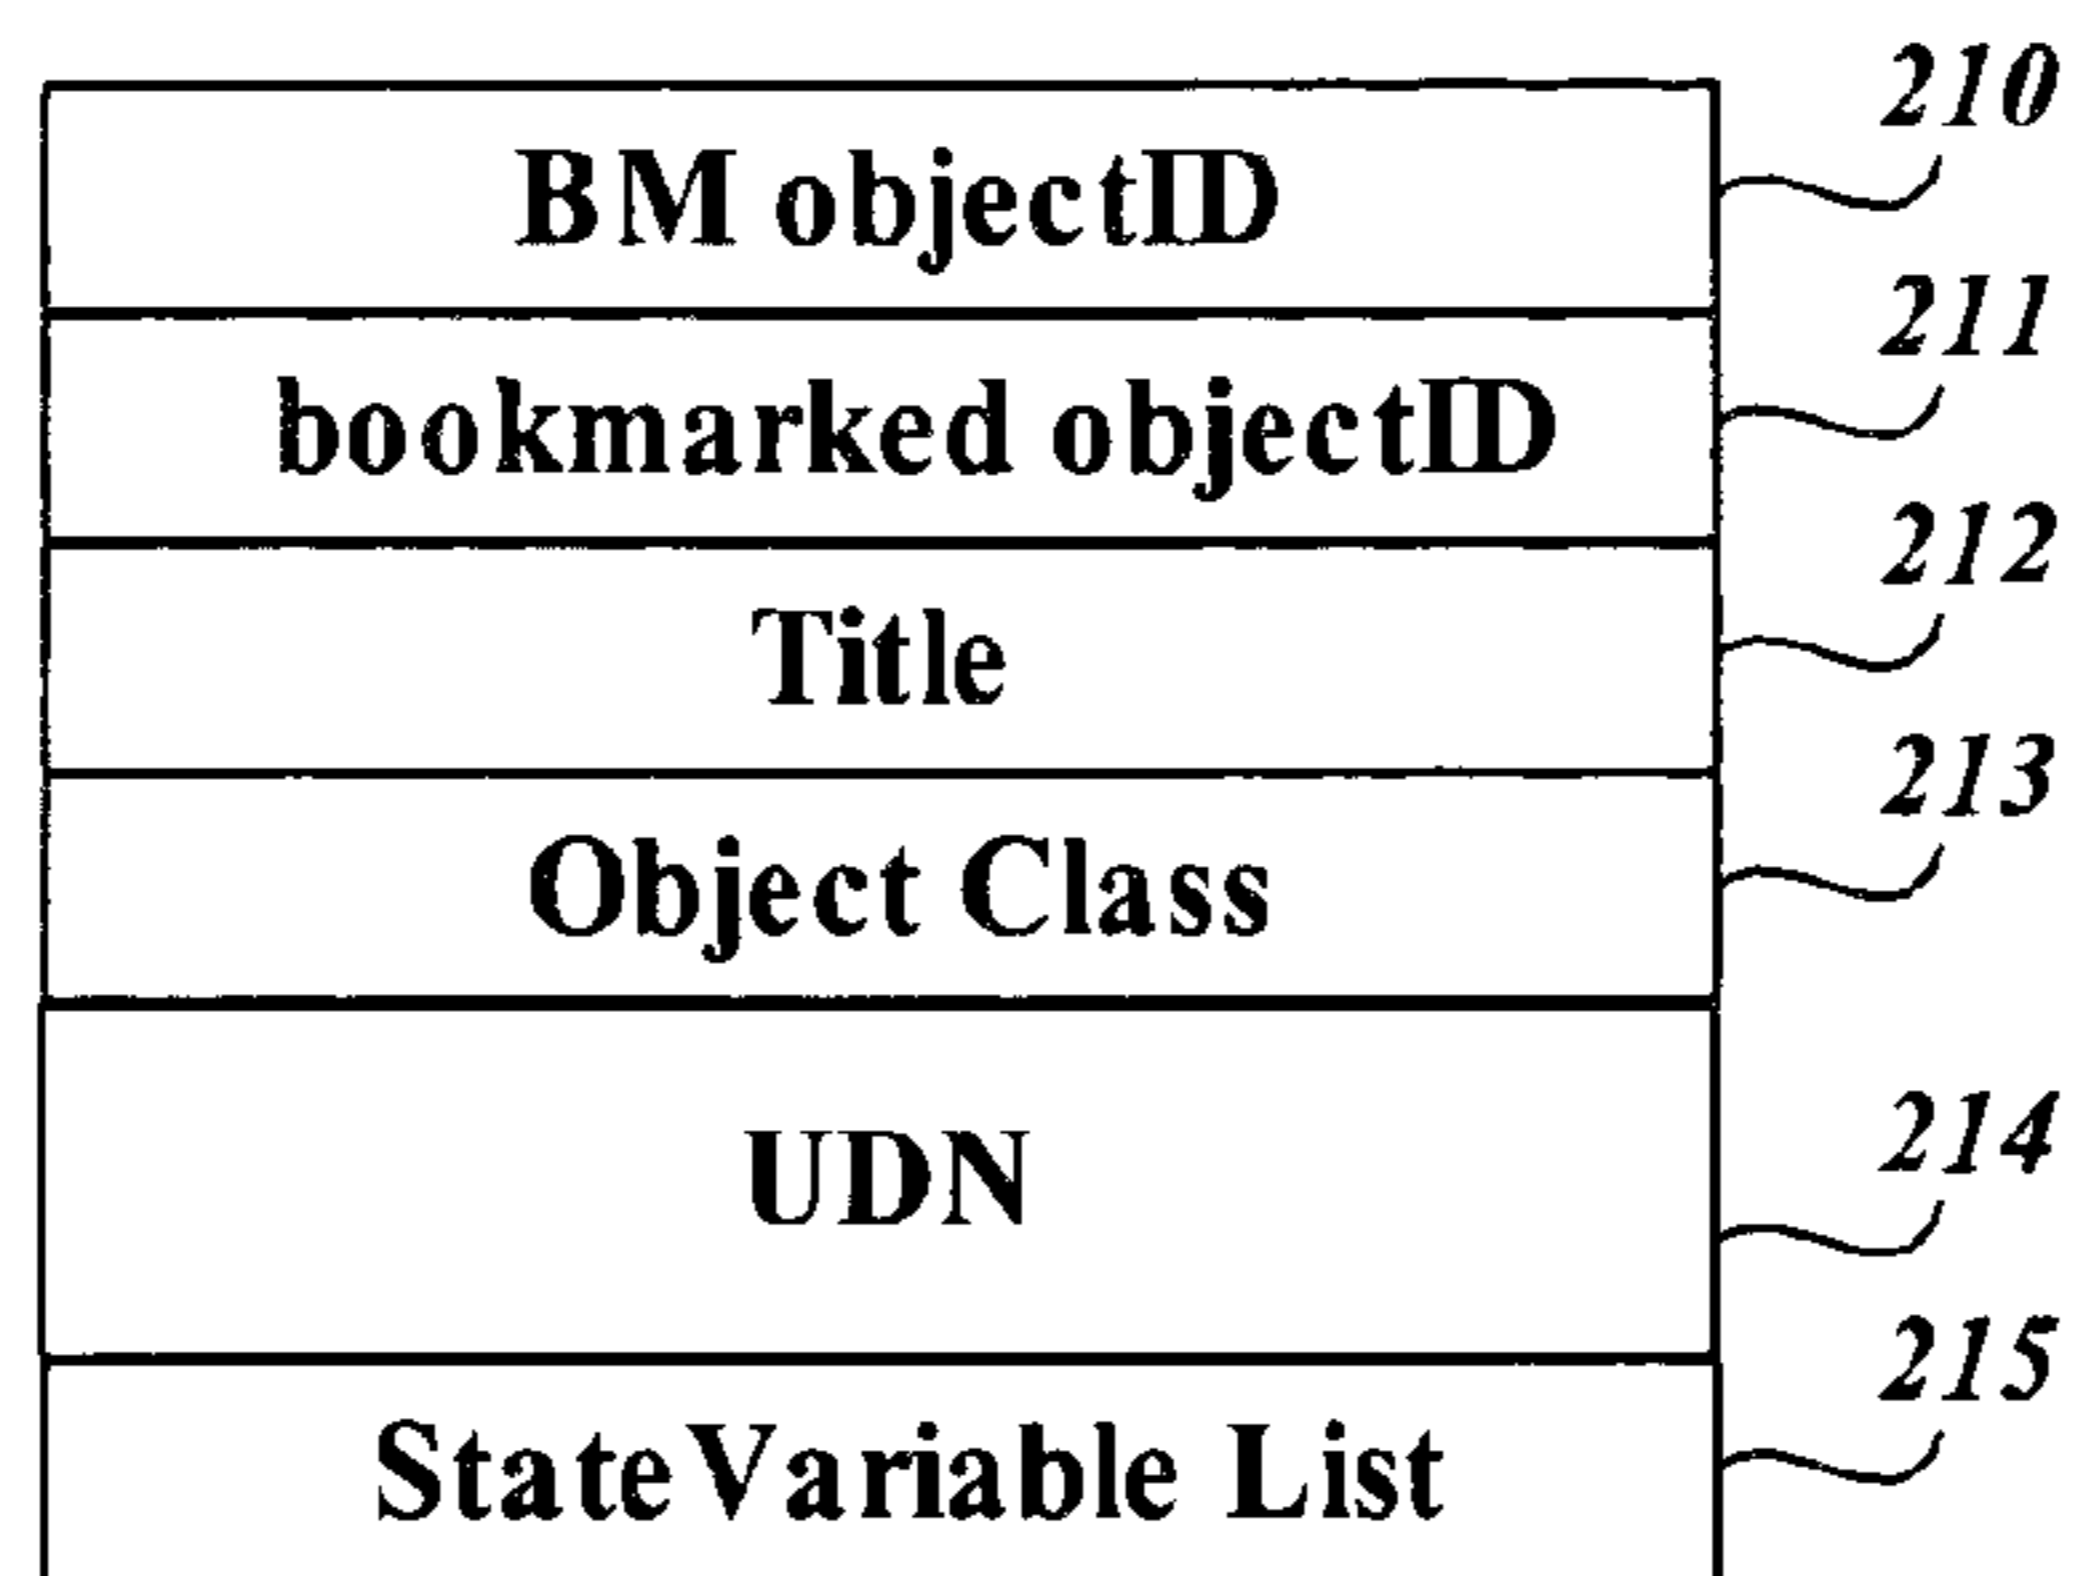 210
BM objectID
211
bookmarked objectID
212
Title
213
Object Class
214
UDN
215
StateVariable List